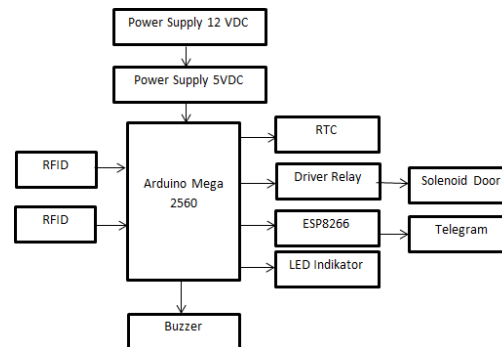 Power Supply 12 VDC
Power Supply 5VDC
RTC
RFID
Arduino Mega
2560
Driver Relay
Solenoid Door
RFID
ESP8266
Telegram
LED Indikator
Buzzer